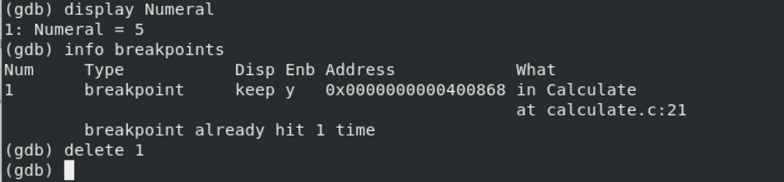 (gdb) display Numeral
1: Numeral = 5
(gdb) info breakpoints
Num     Type           Disp Enb Address            What
1       breakpoint     keep y   0x0000000000400868 in Calculate
                                                   at calculate.c:21
        breakpoint already hit 1 time
(gdb) delete 1
(gdb)